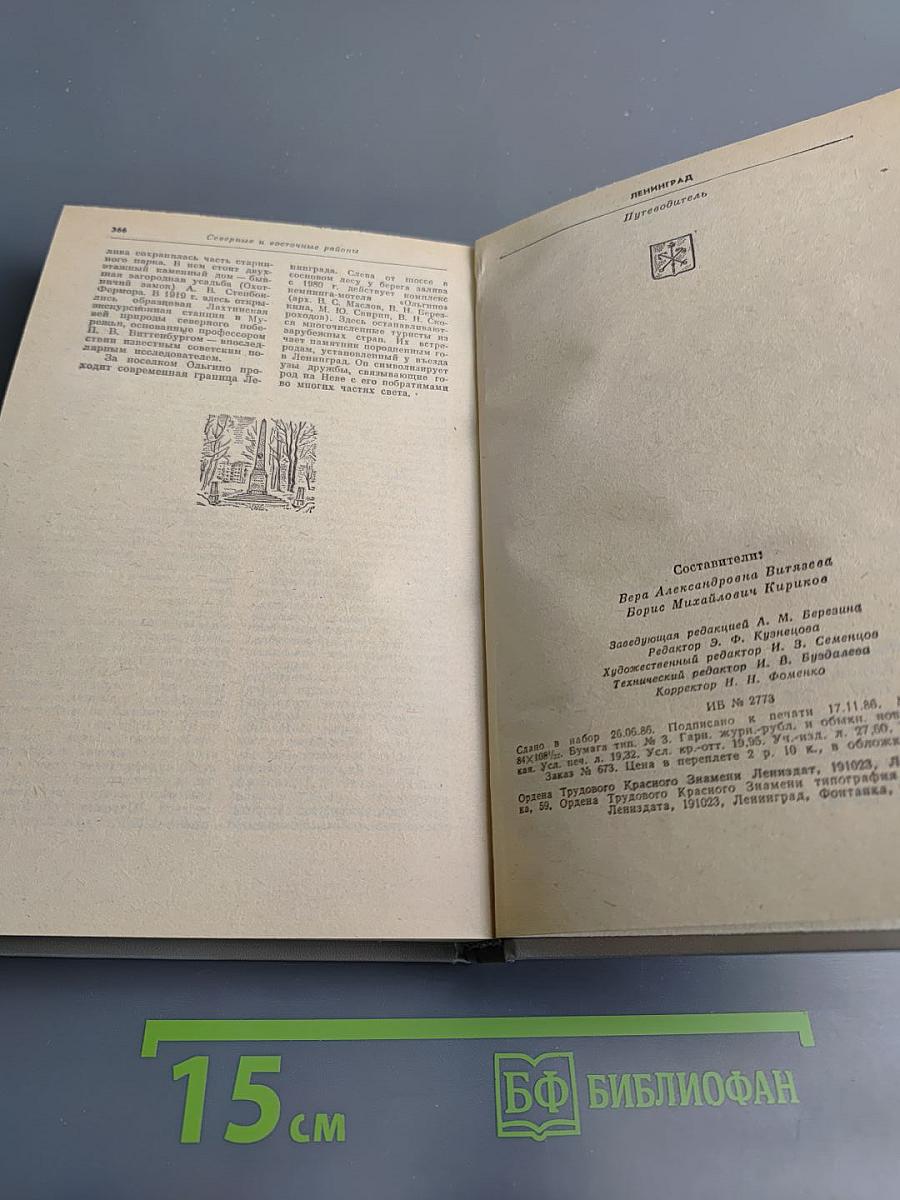 366
Северные и восточные районы
лива сохранилась часть старин-
ного парка. В нем стоит двух-
этажный каменный дом — быв-
шая загородная усадьба (Охот-
ничий замок) А. В. Стенбок-
Фермора. В 1919 г. здесь откры-
лись образцовая Лахтинская
экскурсионная станция и Му-
зей природы северного побе-
режья, основанные профессором
П. В. Виттенбургом — впослед-
ствии известным советским по-
лярным исследователем.
За поселком Ольгино про-
ходит современная граница Ле-
нинграда. Слева от шоссе в
сосновом лесу у берега залива
с 1980 г. действует комплекс
кемпинга-мотеля «Ольгино»
(арх. В. С. Маслов, В. Н. Берез-
кина, М. Ю. Свирин, В. Н. Ско-
роходов). Здесь останавливают-
ся многочисленные туристы из
зарубежных стран. Их встре-
чает памятник породненным го-
родам, установленный у въезда
в Ленинград. Он символизирует
узы дружбы, связывающие го-
род на Неве с его побратимами
во многих частях света.
ЛЕНИНГРАД
Путеводитель
Составители:
Вера Александровна Витязева
Борис Михайлович Кириков
Заведующая редакцией А. М. Березина
Редактор Э. Ф. Кузнецова
Художественный редактор И. З. Семенцов
Технический редактор И. В. Буздалева
Корректор Н. Н. Фоменко
ИБ № 2773
Сдано в набор 26.06.86. Подписано к печати 17.11.86.
84×108¹/₃₂. Бумага тип. № 3. Гарн. журн.-рубл. и обыкн. нов
кая. Усл. печ. л. 19,32. Усл. кр.-отт. 19,95. Уч.-изд. л. 27,60.
Заказ № 673. Цена в переплете 2 р. 10 к., в обложк
Ордена Трудового Красного Знамени Лениздат, 191023, Л
ка, 59. Ордена Трудового Красного Знамени типография
Лениздата, 191023, Ленинград, Фонтанка,
15 см
БФ БИБЛИОФАН